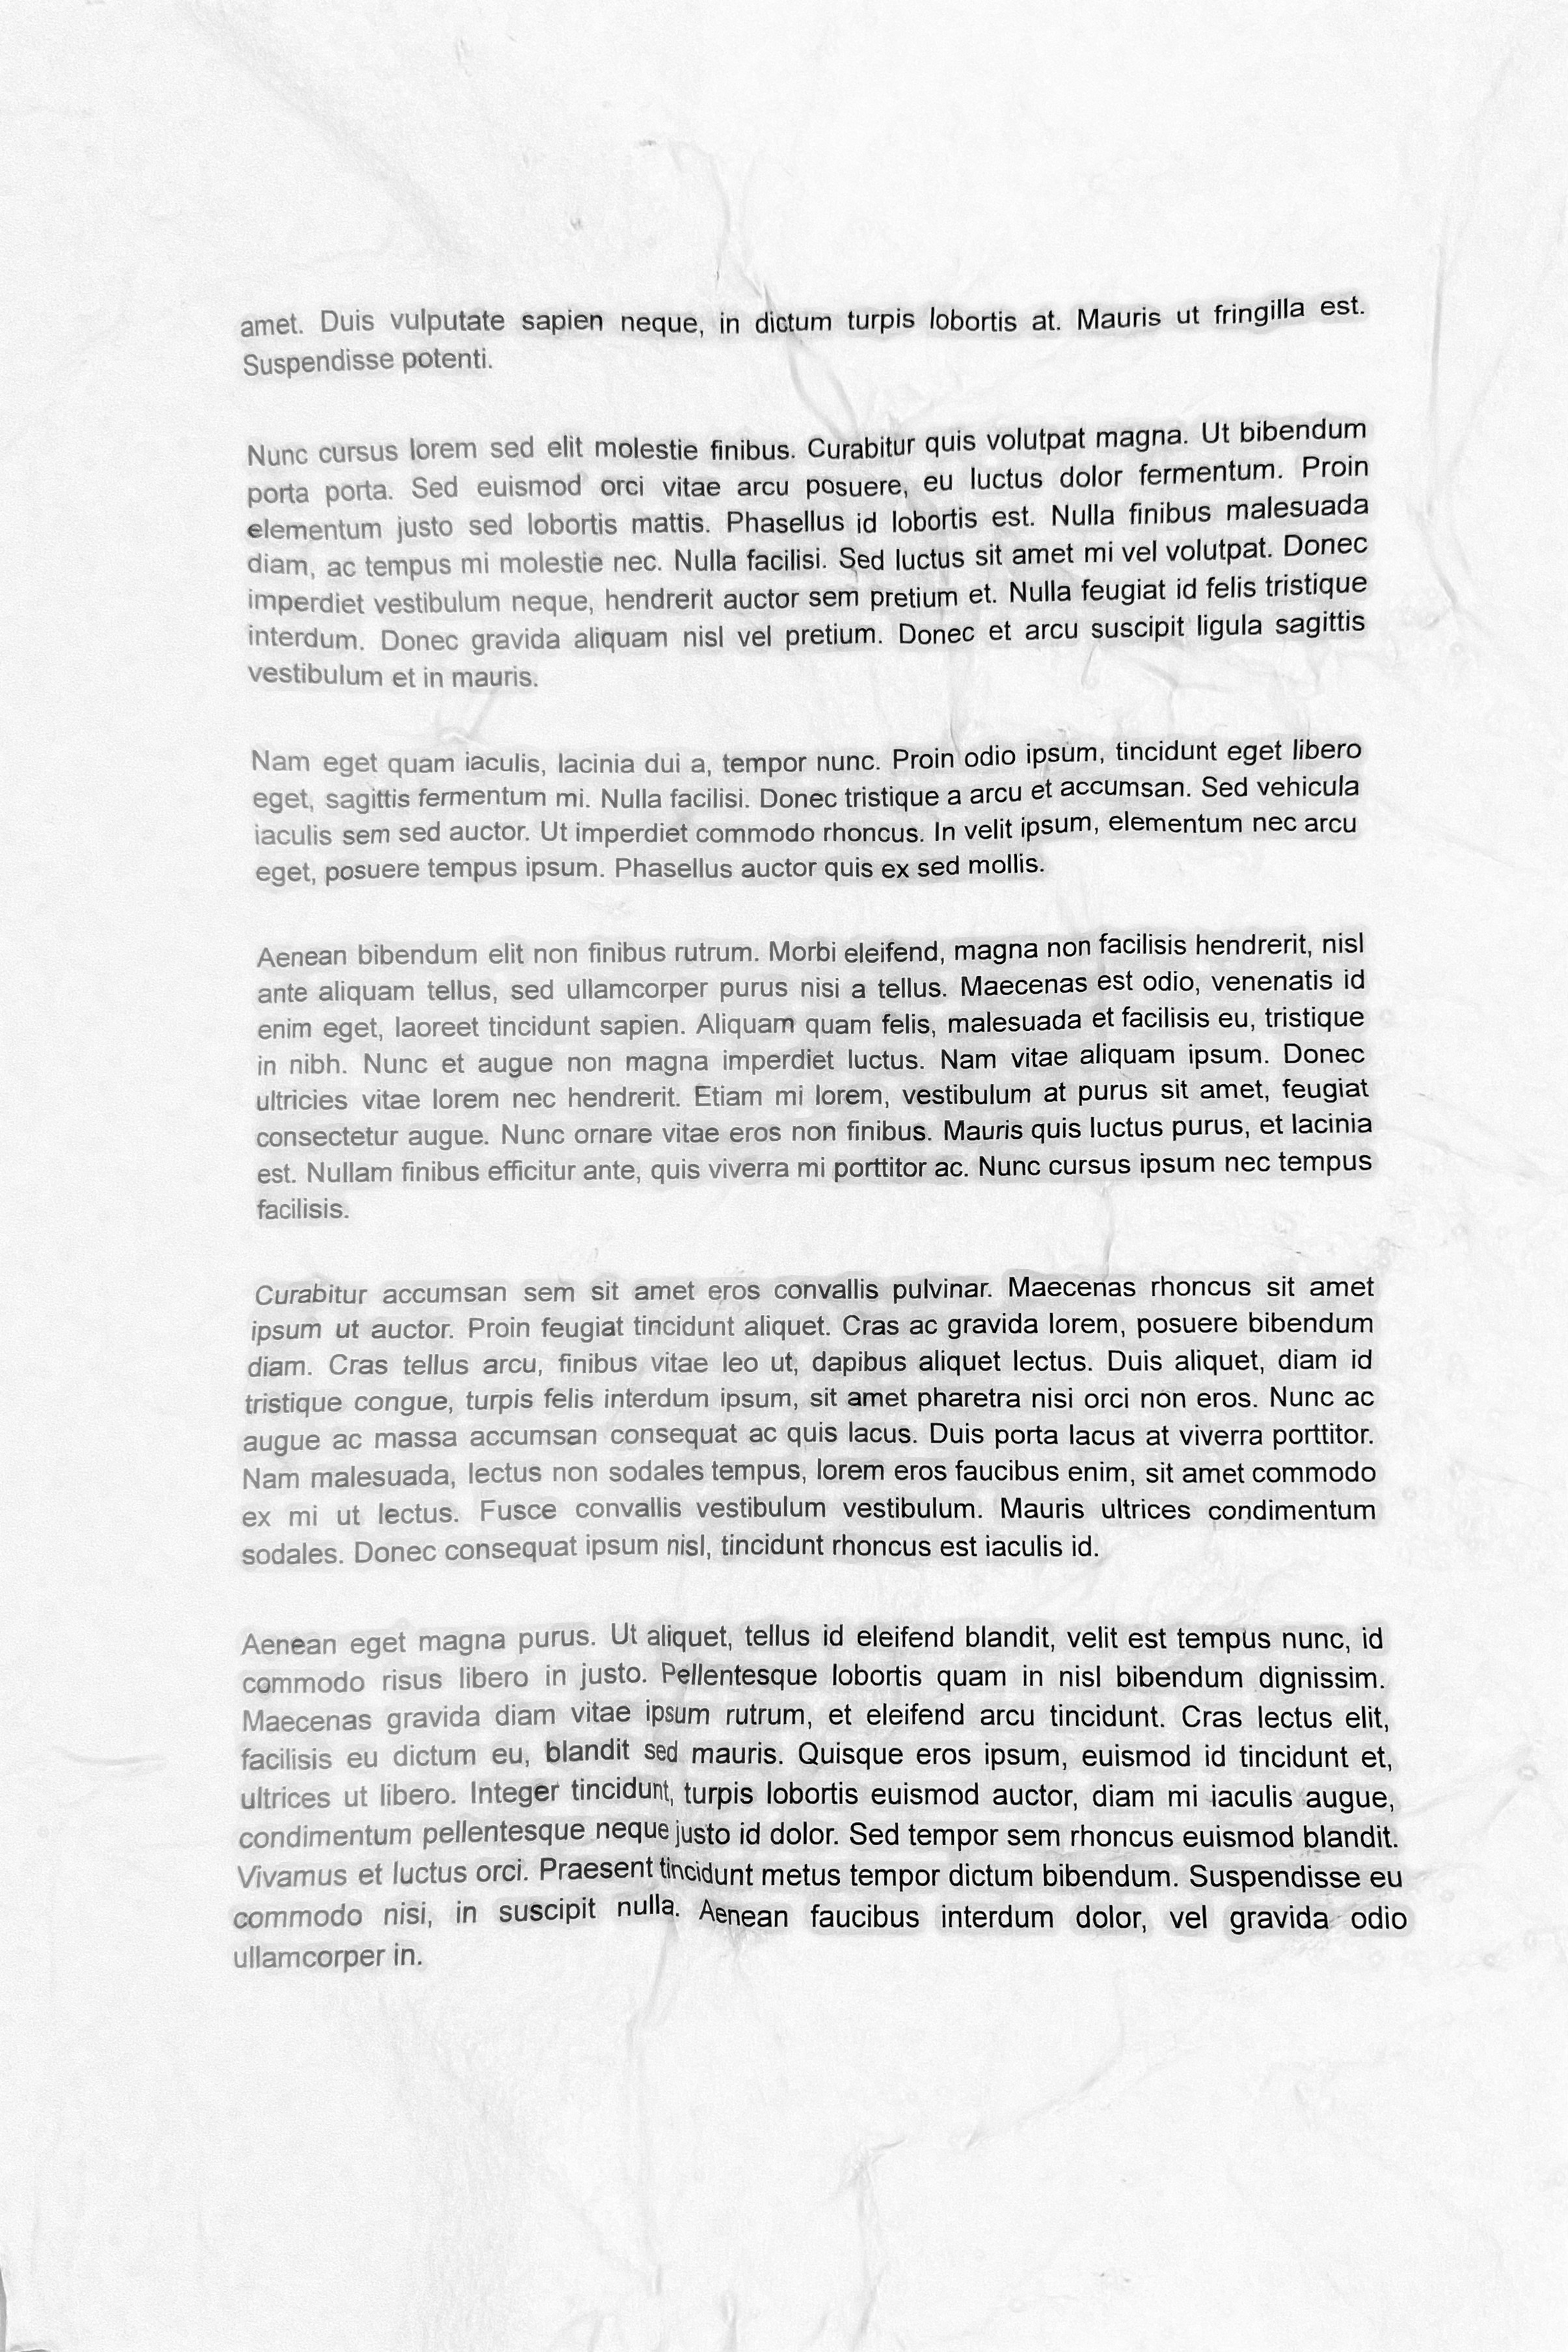 amet. Duis vulputate sapien neque, in dictum turpis lobortis at. Mauris ut fringilla est.
Suspendisse potenti.
Nunc cursus lorem sed elit molestie finibus. Curabitur quis volutpat magna. Ut bibendum
porta porta. Sed euismod orci vitae arcu posuere, eu luctus dolor fermentum. Proin
elementum justo sed lobortis mattis. Phasellus id lobortis est. Nulla finibus malesuada
diam, ac tempus mi molestie nec. Nulla facilisi. Sed luctus sit amet mi vel volutpat. Donec
imperdiet vestibulum neque, hendrerit auctor sem pretium et. Nulla feugiat id felis tristique
interdum. Donec gravida aliquam nisl vel pretium. Donec et arcu suscipit ligula sagittis
vestibulum et in mauris.
Nam eget quam iaculis, lacinia dui a, tempor nunc. Proin odio ipsum, tincidunt eget libero
eget, sagittis fermentum mi. Nulla facilisi. Donec tristique a arcu et accumsan. Sed vehicula
iaculis sem sed auctor. Ut imperdiet commodo rhoncus. In velit ipsum, elementum nec arcu
eget, posuere tempus ipsum. Phasellus auctor quis ex sed mollis.
Aenean bibendum elit non finibus rutrum. Morbi eleifend, magna non facilisis hendrerit, nisl
ante aliquam tellus, sed ullamcorper purus nisi a tellus. Maecenas est odio, venenatis id
enim eget, laoreet tincidunt sapien. Aliquam quam felis, malesuada et facilisis eu, tristique
in nibh. Nunc et augue non magna imperdiet luctus. Nam vitae aliquam ipsum. Donec
ultricies vitae lorem nec hendrerit. Etiam mi lorem, vestibulum at purus sit amet, feugiat
consectetur augue. Nunc ornare vitae eros non finibus. Mauris quis luctus purus, et lacinia
est. Nullam finibus efficitur ante, quis viverra mi porttitor ac. Nunc cursus ipsum nec tempus
facilisis.
Curabitur accumsan sem sit amet eros convallis pulvinar. Maecenas rhoncus sit amet
ipsum ut auctor. Proin feugiat tincidunt aliquet. Cras ac gravida lorem, posuere bibendum
diam. Cras tellus arcu, finibus vitae leo ut, dapibus aliquet lectus. Duis aliquet, diam id
tristique congue, turpis felis interdum ipsum, sit amet pharetra nisi orci non eros. Nunc ac
augue ac massa accumsan consequat ac quis lacus. Duis porta lacus at viverra porttitor.
Nam malesuada, lectus non sodales tempus, lorem eros faucibus enim, sit amet commodo
ex mi ut lectus. Fusce convallis vestibulum vestibulum. Mauris ultrices condimentum
sodales. Donec consequat ipsum nisl, tincidunt rhoncus est iaculis id.
Aenean eget magna purus. Ut aliquet, tellus id eleifend blandit, velit est tempus nunc, id
commodo risus libero in justo. Pellentesque lobortis quam in nisl bibendum dignissim.
Maecenas gravida diam vitae ipsum rutrum, et eleifend arcu tincidunt. Cras lectus elit,
facilisis eu dictum eu, blandit sed mauris. Quisque eros ipsum, euismod id tincidunt et,
ultrices ut libero. Integer tincidunt, turpis lobortis euismod auctor, diam mi iaculis augue,
condimentum pellentesque neque justo id dolor. Sed tempor sem rhoncus euismod blandit.
Vivamus et luctus orci. Praesent tincidunt metus tempor dictum bibendum. Suspendisse eu
commodo nisi, in suscipit nulla. Aenean faucibus interdum dolor, vel gravida odio
ullamcorper in.